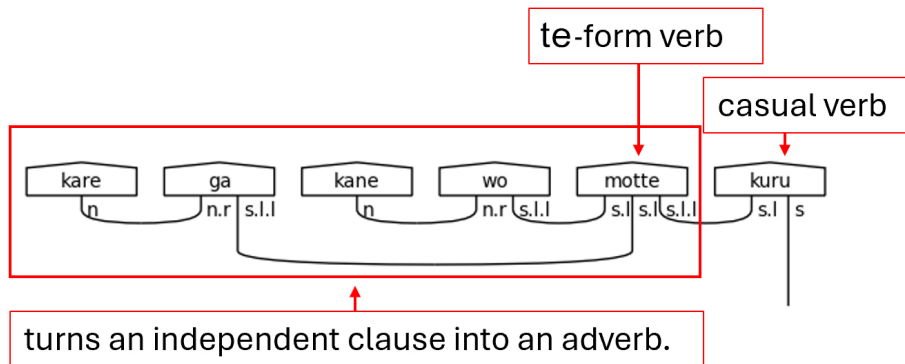 te-form verb
casual verb
kare ga kane wo motte kuru
n n.r s.l.l n n.r s.l.l s.l s.l s.l.l s.l s
turns an independent clause into an adverb.